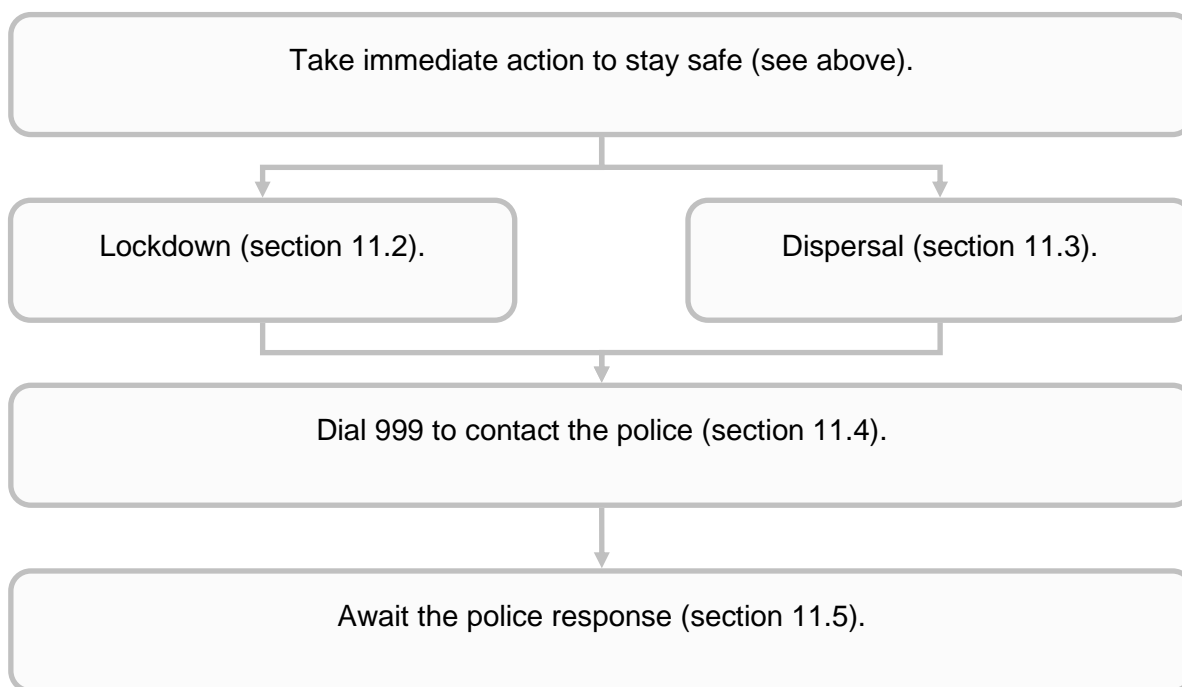 Take immediate action to stay safe (see above).
Lockdown (section 11.2).
Dispersal (section 11.3).
Dial 999 to contact the police (section 11.4).
Await the police response (section 11.5).